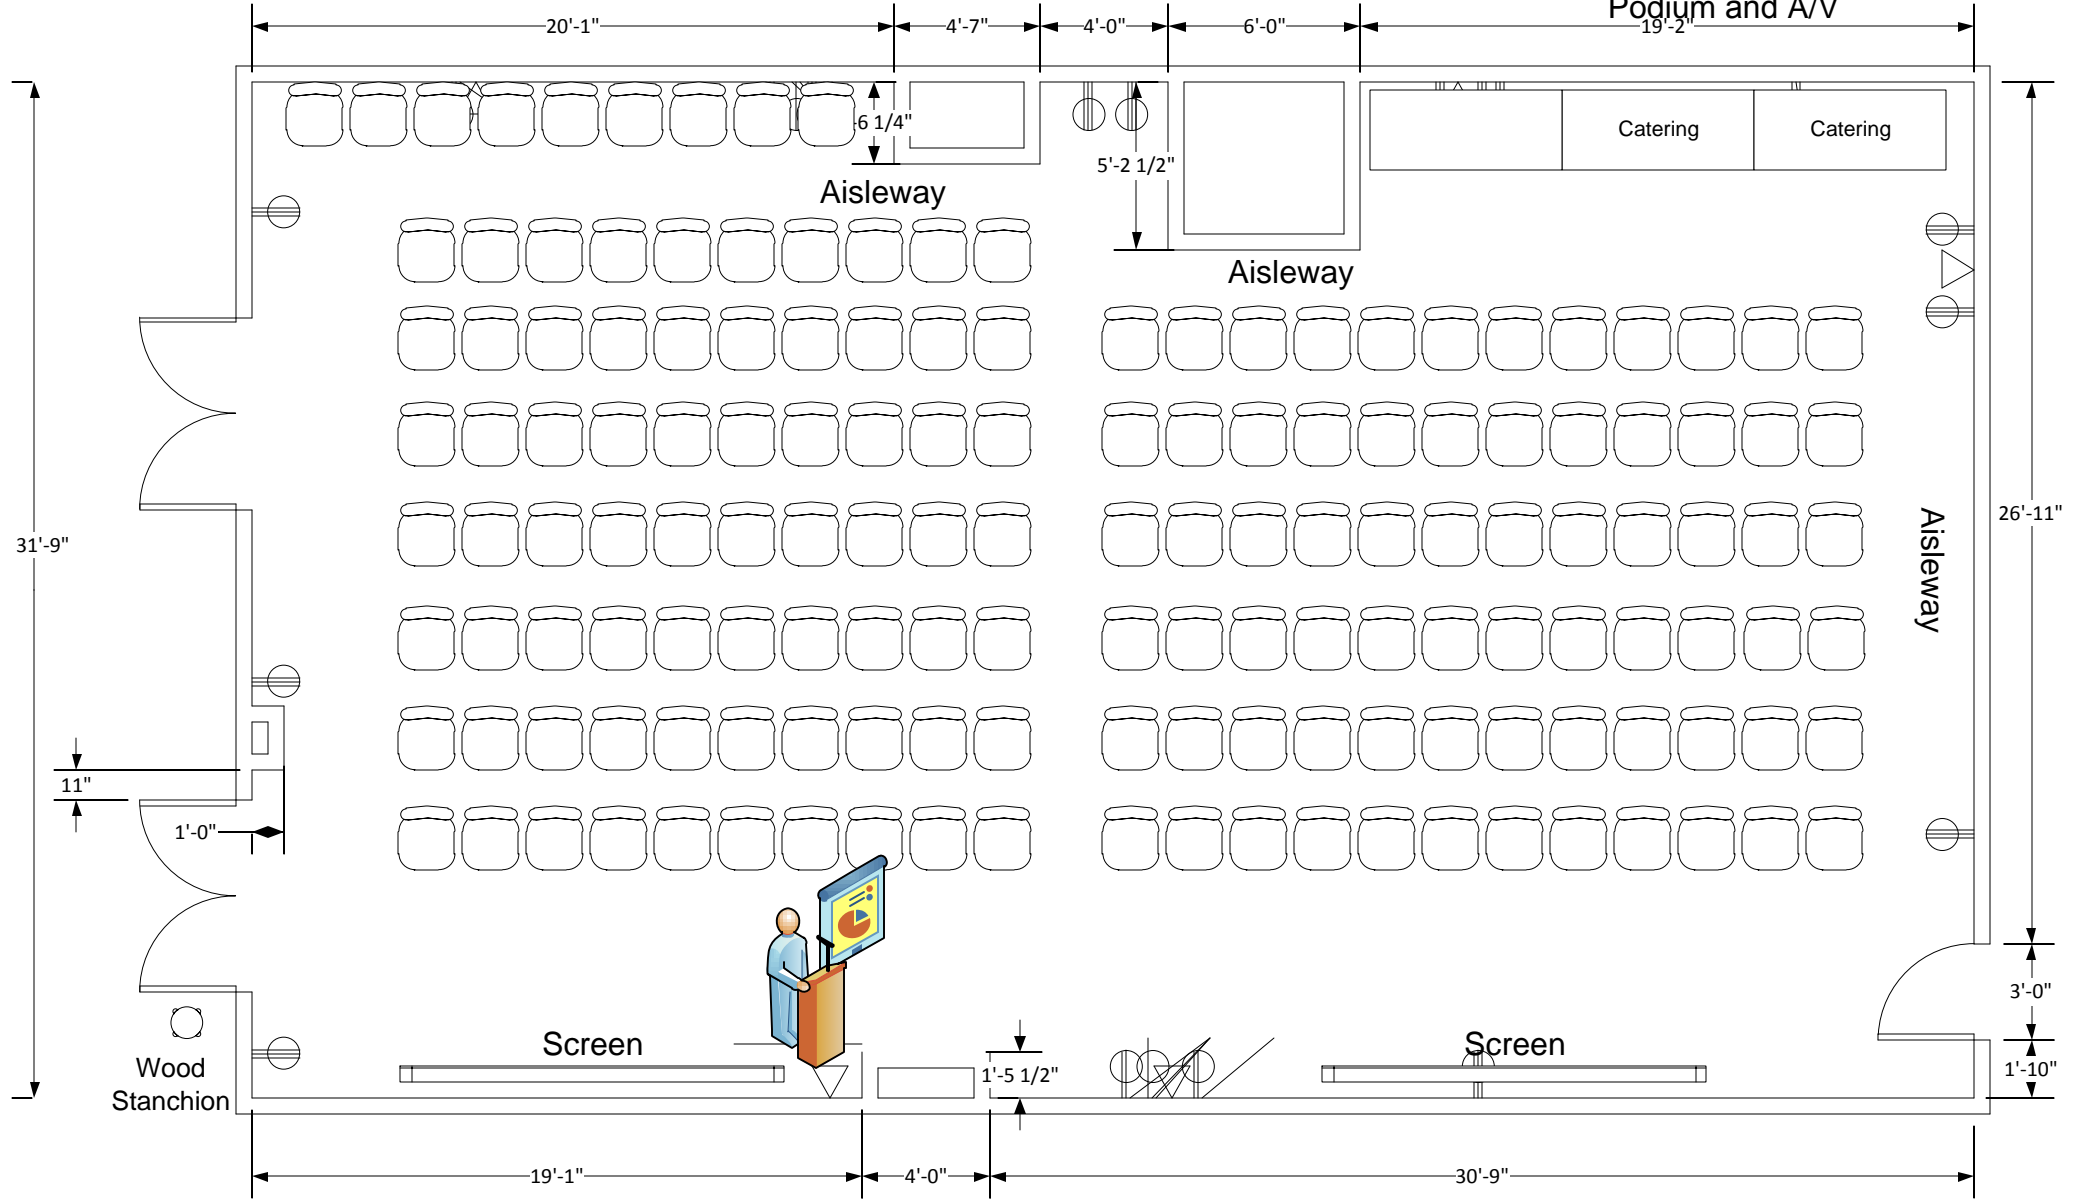 Podium and A/V
20'-1"
4'-7"
4'-0"
6'-0"
19'-2"
-6 1/4"
Catering
Catering
5'-2 1/2"
Aisleway
Aisleway
31'-9"
26'-11"
Aisleway
11"
1'-0"
3'-0"
Screen
Screen
Wood
Stanchion
1'-5 1/2"
1'-10"
19'-1"
4'-0"
30'-9"